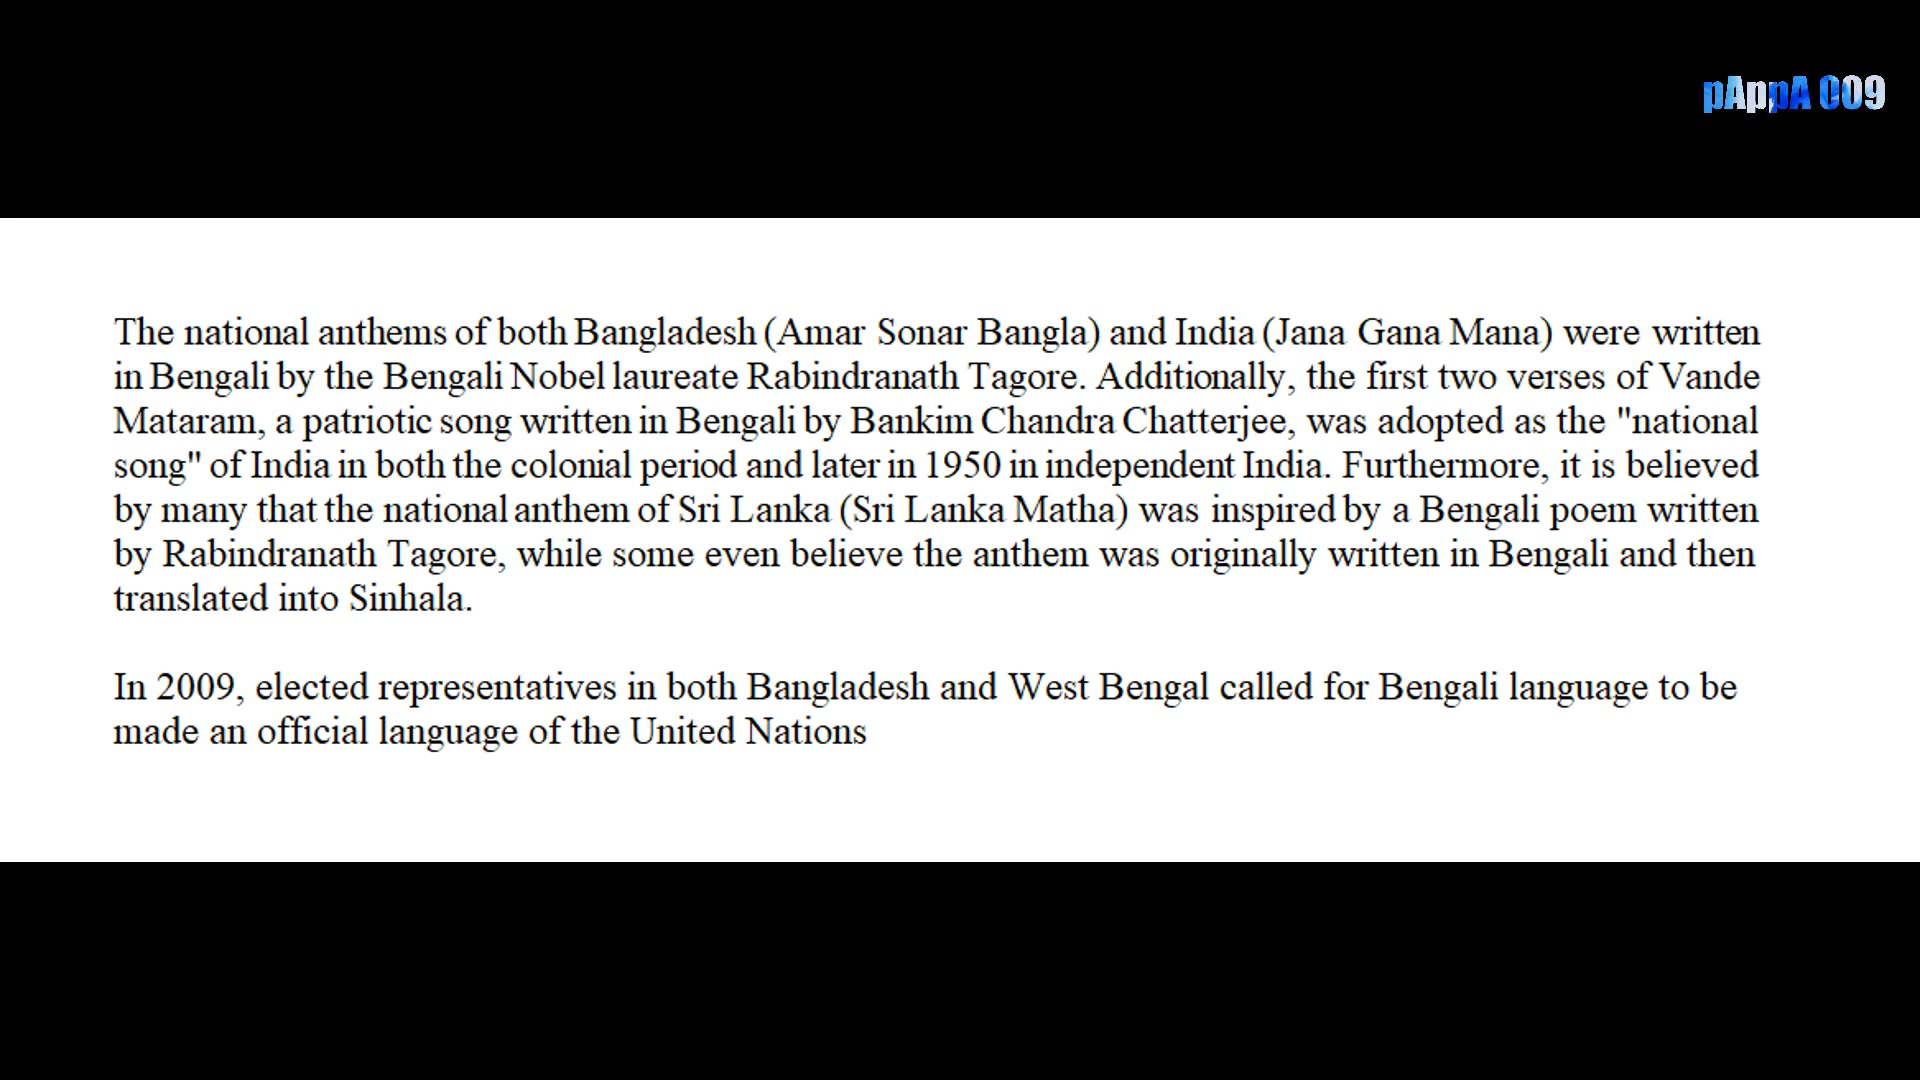 pAppA 009
The national anthems of both Bangladesh (Amar Sonar Bangla) and India (Jana Gana Mana) were written
in Bengali by the Bengali Nobel laureate Rabindranath Tagore. Additionally, the first two verses of Vande
Mataram, a patriotic song written in Bengali by Bankim Chandra Chatterjee, was adopted as the "national
song" of India in both the colonial period and later in 1950 in independent India. Furthermore, it is believed
by many that the national anthem of Sri Lanka (Sri Lanka Matha) was inspired by a Bengali poem written
by Rabindranath Tagore, while some even believe the anthem was originally written in Bengali and then
translated into Sinhala.
In 2009, elected representatives in both Bangladesh and West Bengal called for Bengali language to be
made an official language of the United Nations